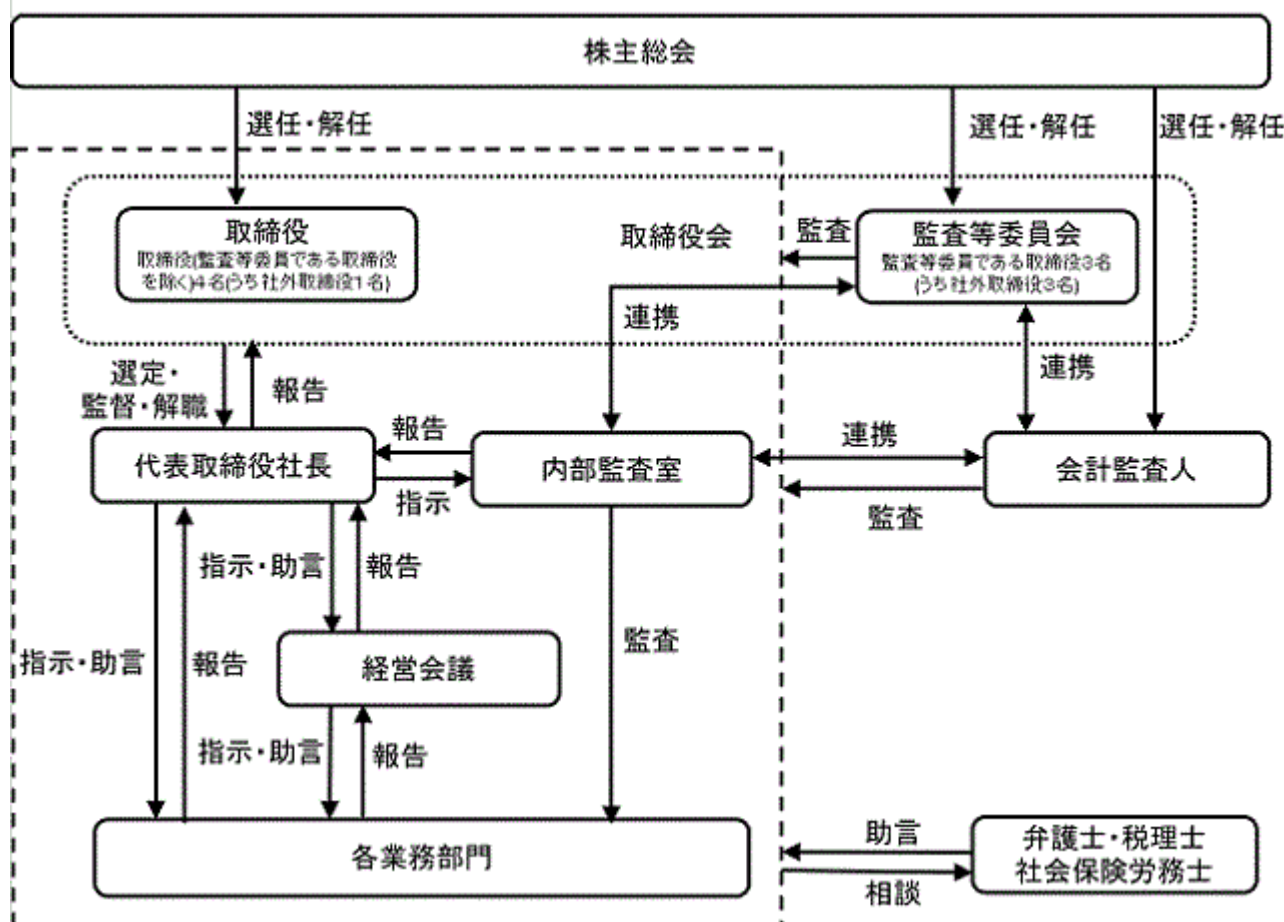 株主総会
選任・解任
選任・解任
選任・解任
取締役
取締役(監査等委員である取締役
を除く)4名(うち社外取締役1名)
取締役会
監査
監査等委員会
監査等委員である取締役3名
(うち社外取締役3名)
連携
連携
選定・
監督・解職
報告
代表取締役社長
報告
指示
内部監査室
連携
監査
会計監査人
指示・助言
報告
経営会議
監査
指示・助言
報告
指示・助言
報告
各業務部門
助言
相談
弁護士・税理士
社会保険労務士